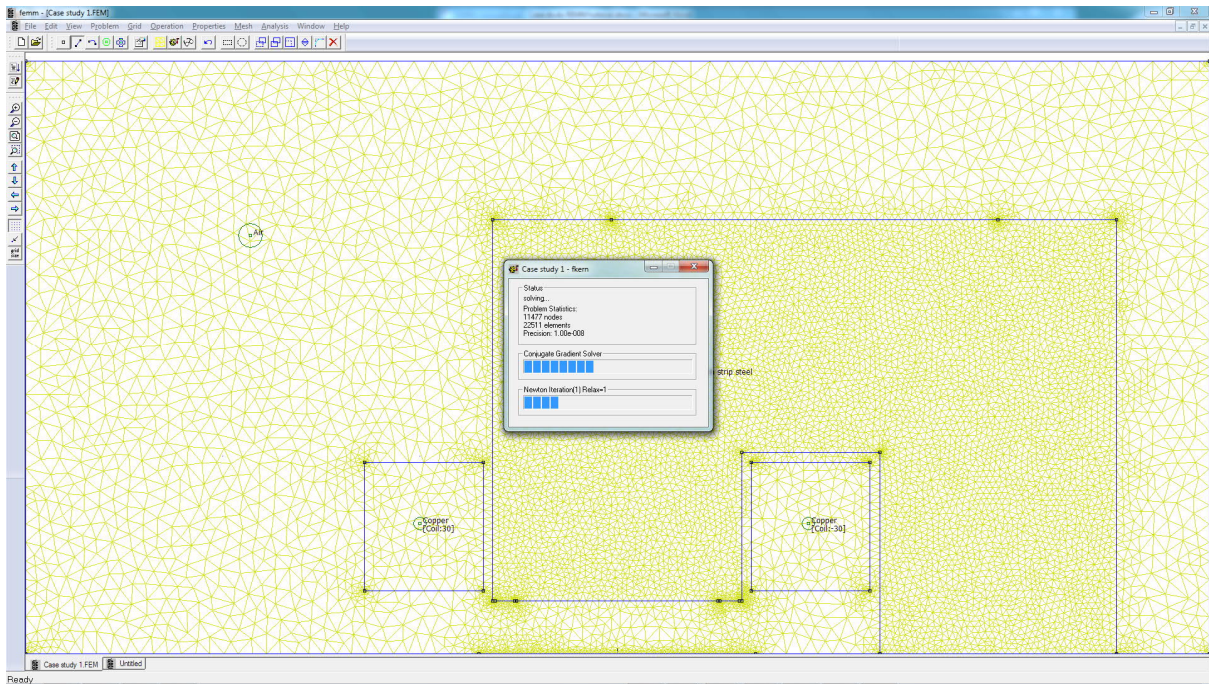 femm - [Case study 1.FEM]
File Edit View Problem Grid Operation Properties Mesh Analysis Window Help
grid
size
Air
Case study 1 - fkern
Status
solving...
Problem Statistics:
11477 nodes
22511 elements
Precision: 1.00e-008
Conjugate Gradient Solver
Newton Iteration(1) Relax=1
strip steel
Copper
[Coil:30]
Copper
[Coil:-30]
Case study 1.FEM Untitled
Ready